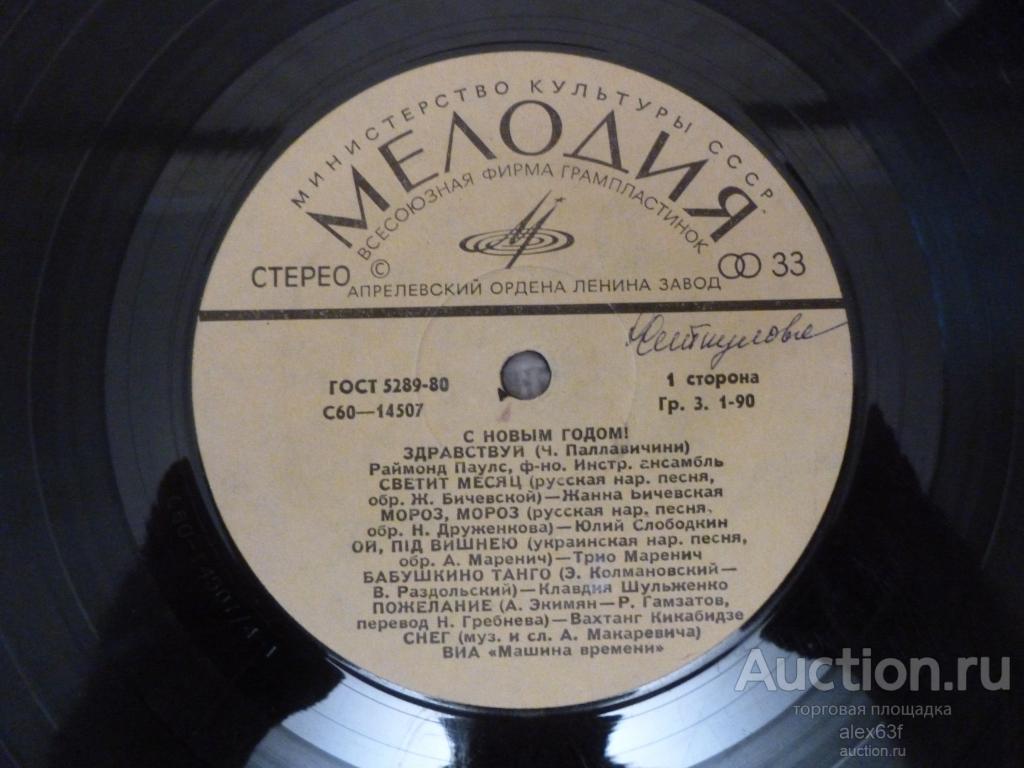 МИНИСТЕРСТВО КУЛЬТУРЫ СССР
МЕЛОДИЯ
ВСЕСОЮЗНАЯ ФИРМА ГРАМПЛАСТИНОК
СТЕРЕО ©
33
АПРЕЛЕВСКИЙ ОРДЕНА ЛЕНИНА ЗАВОД
ГОСТ 5289-80
1 сторона
С60—14507
Гр. 3. 1-90
С НОВЫМ ГОДОМ!
ЗДРАВСТВУЙ (Ч. Паллавичини)
Раймонд Паулс, ф-но. Инстр. ансамбль
СВЕТИТ МЕСЯЦ (русская нар. песня,
обр. Ж. Бичевской)—Жанна Бичевская
МОРОЗ, МОРОЗ (русская нар. песня,
обр. Н. Друженкова)—Юлий Слободкин
ОЙ, ПІД ВИШНЕЮ (украинская нар. песня,
обр. А. Маренич)—Трио Маренич
БАБУШКИНО ТАНГО (Э. Колмановский—
В. Раздольский)—Клавдия Шульженко
ПОЖЕЛАНИЕ (А. Экимян—Р. Гамзатов,
перевод Н. Гребнева)—Вахтанг Кикабидзе
СНЕГ (муз. и сл. А. Макаревича)
ВИА «Машина времени»
Auction.ru
торговая площадка
alex63f
auction.ru